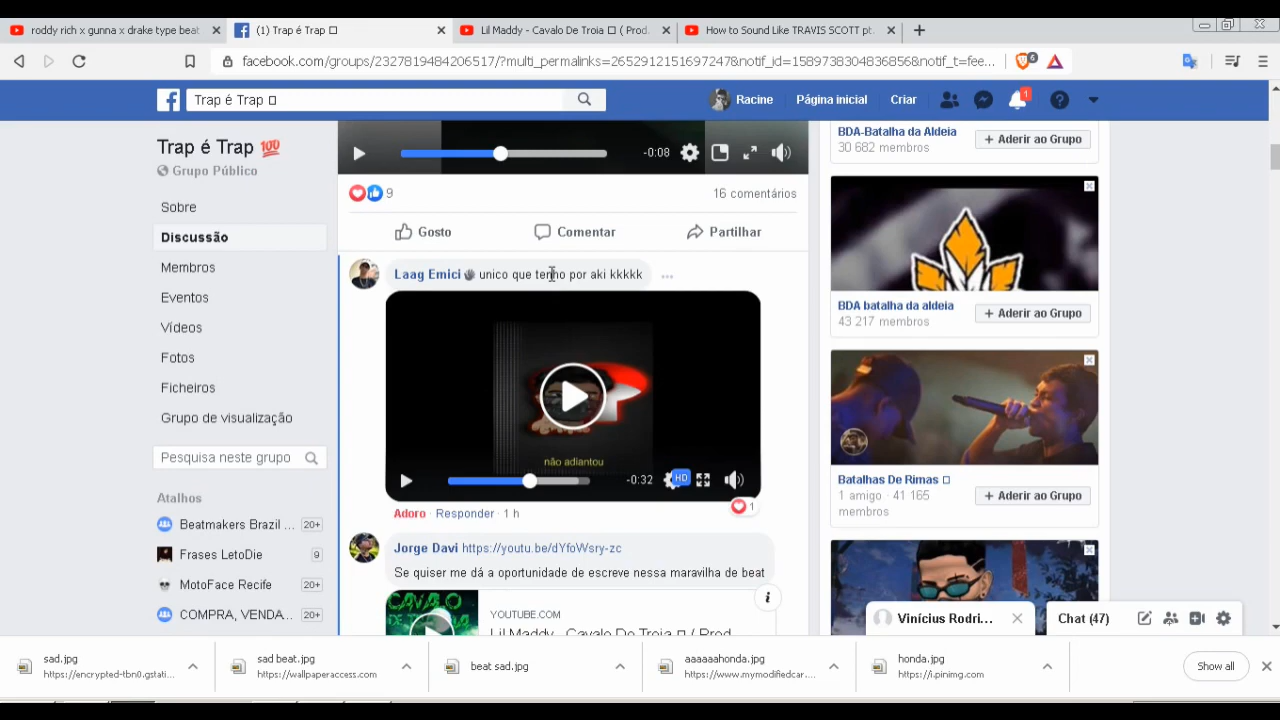 roddy rich x gunna x drake type beat
(1) Trap é Trap
Lil Maddy - Cavalo De Troia ( Prod.
How to Sound Like TRAVIS SCOTT pt.
facebook.com/groups/2327819484206517/?multi_permalinks=2652912151697247&notif_id=1589738304836856&notif_t=fee...
6
Trap é Trap
Racine
Página inicial
Criar
1
Trap é Trap 💯
Grupo Público
Sobre
Discussão
Membros
Eventos
Vídeos
Fotos
Ficheiros
Grupo de visualização
Pesquisa neste grupo
Atalhos
Beatmakers Brazil ... 20+
Frases LetoDie 9
MotoFace Recife 20+
COMPRA, VENDA... 20+
-0:08
9
16 comentários
Gosto Comentar Partilhar
Laag Emici unico que tenho por aki kkkkk
não adiantou
-0:32 HD
1
Adoro · Responder · 1 h
Jorge Davi https://youtu.be/dYfoWsry-zc
Se quiser me dá a oportunidade de escreve nessa maravilha de beat
CAVALO
DE TROIA
YOUTUBE.COM
Lil Maddy - Cavalo De Troia ( Prod
BDA-Batalha da Aldeia
30 682 membros
+ Aderir ao Grupo
BDA batalha da aldeia
43 217 membros
+ Aderir ao Grupo
Batalhas De Rimas
1 amigo · 41 165
membros
+ Aderir ao Grupo
Vinícius Rodri...
Chat (47)
sad.jpg
https://encrypted-tbn0.gstati...
sad beat.jpg
https://wallpaperaccess.com
beat sad.jpg
aaaaaahonda.jpg
https://www.mymodifiedcar....
honda.jpg
https://i.pinimg.com
Show all